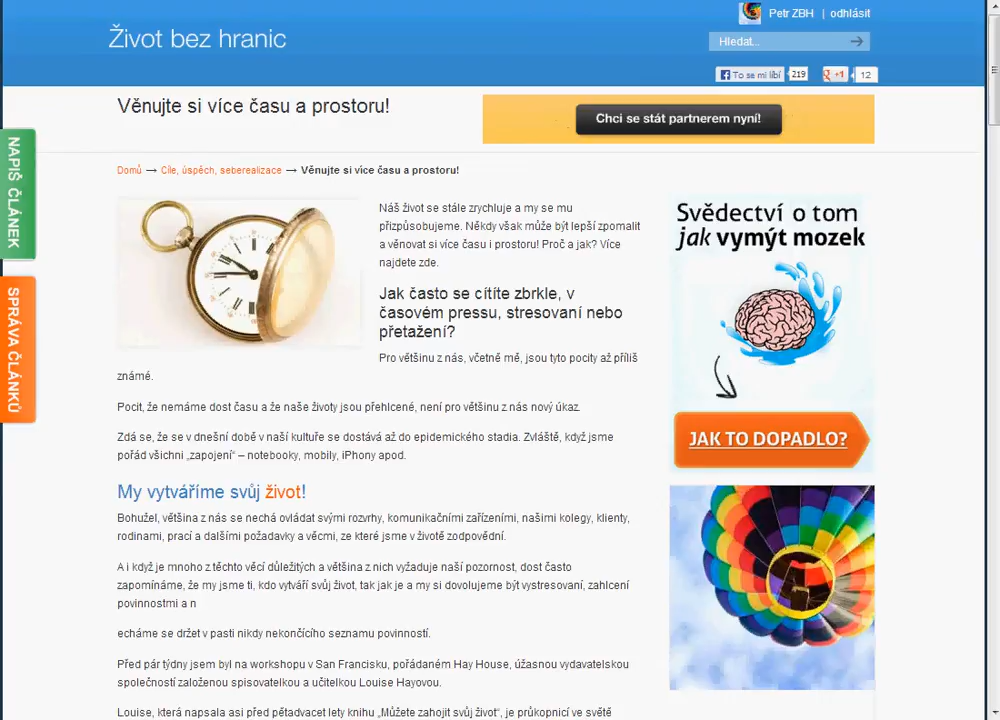 Petr ZBH | odhlásit
Život bez hranic
Hledat...
To se mi líbí 219 +1 12
Věnujte si více času a prostoru!
Chci se stát partnerem nyní!
NAPIŠ ČLÁNEK
SPRÁVA ČLÁNKŮ
Domů → Cíle, úspěch, seberealizace → Věnujte si více času a prostoru!
Náš život se stále zrychluje a my se mu
přizpůsobujeme. Někdy však může být lepší zpomalit
a věnovat si více času i prostoru! Proč a jak? Více
najdete zde.
Jak často se cítíte zbrkle, v
časovém pressu, stresovaní nebo
přetažení?
Pro většinu z nás, včetně mě, jsou tyto pocity až příliš
známé.
Pocit, že nemáme dost času a že naše životy jsou přehlcené, není pro většinu z nás nový úkaz.
Zdá se, že se v dnešní době v naší kultuře se dostává až do epidemického stadia. Zvláště, když jsme
pořád všichni „zapojení“ – notebooky, mobily, iPhony apod.
My vytváříme svůj život!
Bohužel, většina z nás se nechá ovládat svými rozvrhy, komunikačními zařízeními, našimi kolegy, klienty,
rodinami, prací a dalšími požadavky a věcmi, ze které jsme v životě zodpovědní.
A i když je mnoho z těchto věcí důležitých a většina z nich vyžaduje naší pozornost, dost často
zapomínáme, že my jsme ti, kdo vytváří svůj život, tak jak je a my si dovolujeme být vystresovaní, zahlcení
povinnostmi a n
echáme se držet v pasti nikdy nekončícího seznamu povinností.
Před pár týdny jsem byl na workshopu v San Francisku, pořádaném Hay House, úžasnou vydavatelskou
společností založenou spisovatelkou a učitelkou Louise Hayovou.
Louise, která napsala asi před pětadvacet lety knihu „Můžete zahojit svůj život“, je průkopnicí ve světě
Svědectví o tom
jak vymýt mozek
JAK TO DOPADLO?